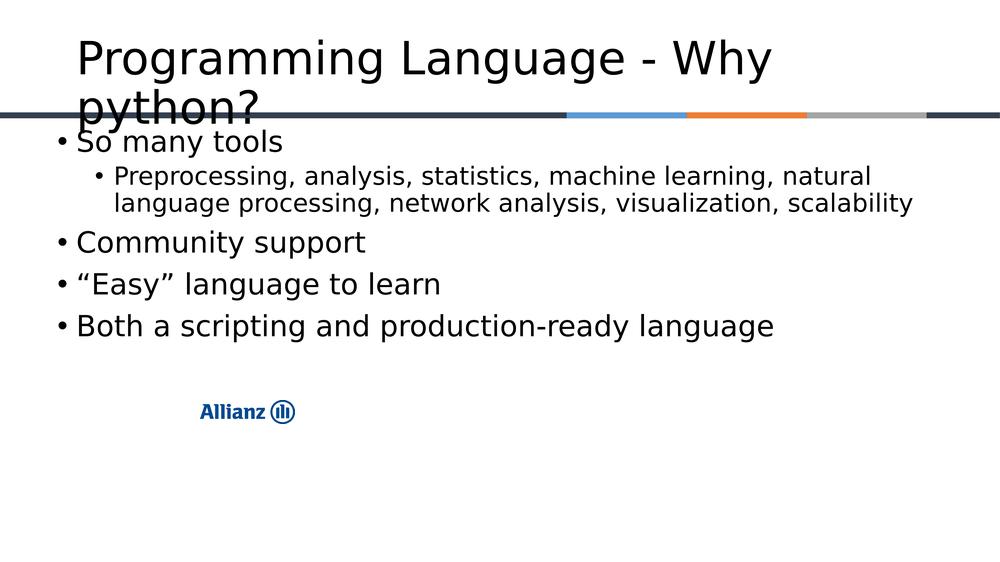 Programming Language - Why
python?
• So many tools
• Preprocessing, analysis, statistics, machine learning, natural
language processing, network analysis, visualization, scalability
• Community support
• “Easy” language to learn
• Both a scripting and production-ready language
Allianz